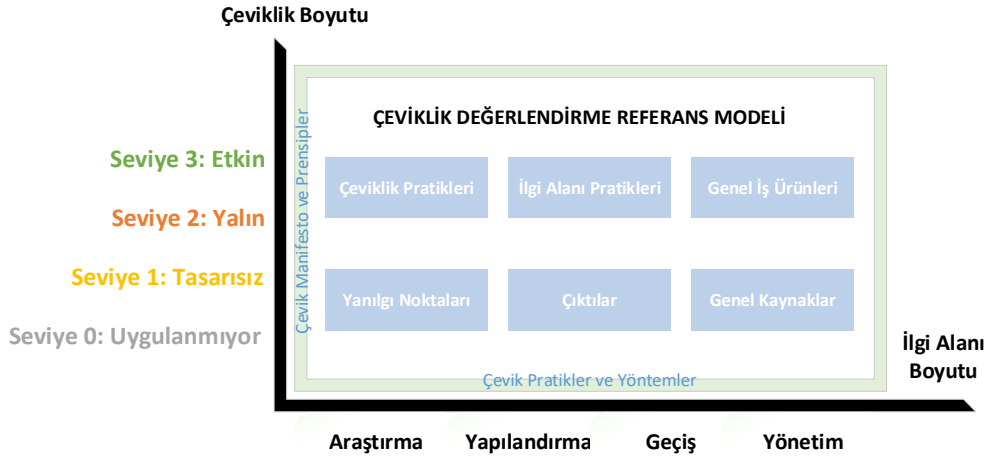 Çeviklik Boyutu
ÇEVİKLİK DEĞERLENDİRME REFERANS MODELİ
Çevik Manifesto ve Prensipler
Seviye 3: Etkin
Seviye 2: Yalın
Seviye 1: Tasarısız
Seviye 0: Uygulanmıyor
Çeviklik Pratikleri
İlgi Alanı Pratikleri
Genel İş Ürünleri
Yanılgı Noktaları
Çıktılar
Genel Kaynaklar
Çevik Pratikler ve Yöntemler
İlgi Alanı
Boyutu
Araştırma
Yapılandırma
Geçiş
Yönetim